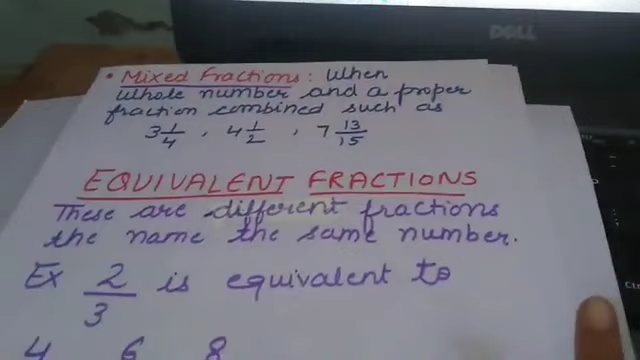 DELL
• Mixed Fractions: When
whole number and a proper
fraction combined such as
3 1/4 , 4 1/2 , 7 13/15
EQUIVALENT FRACTIONS
These are different fractions
the name the same number.
Ex 2/3 is equivalent to
4 6 8
Ctr